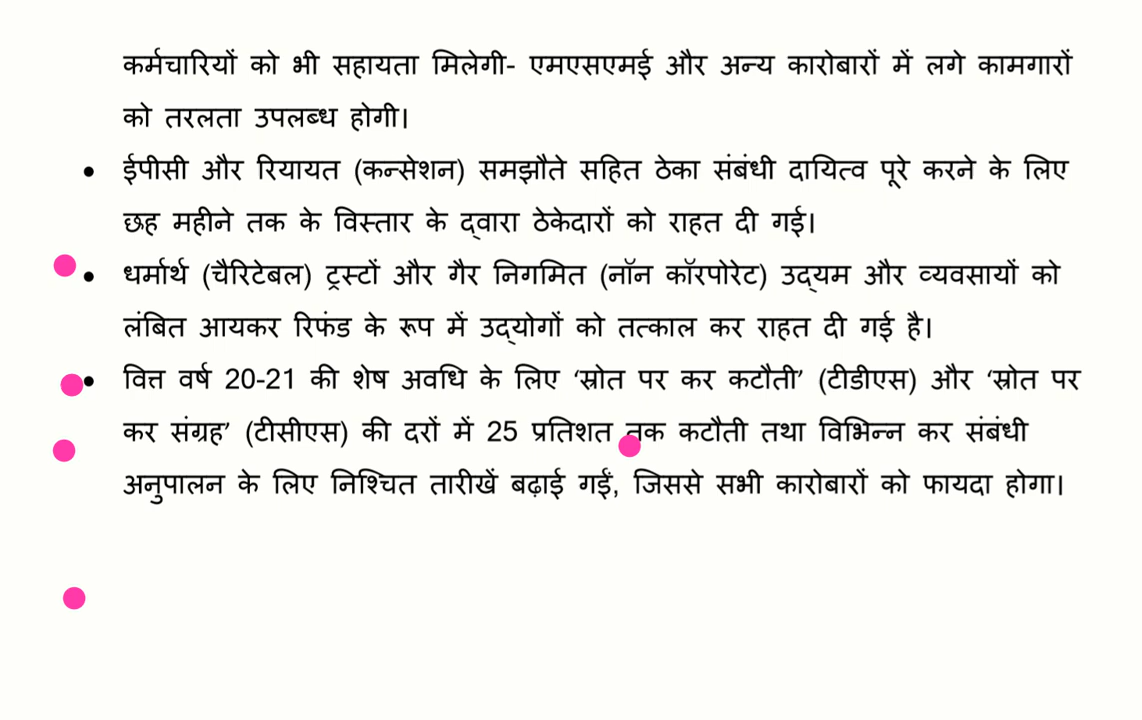 कर्मचारियों को भी सहायता मिलेगी- एमएसएमई और अन्य कारोबारों में लगे कामगारों
को तरलता उपलब्ध होगी।
• ईपीसी और रियायत (कन्सेशन) समझौते सहित ठेका संबंधी दायित्व पूरे करने के लिए
छह महीने तक के विस्तार के द्वारा ठेकेदारों को राहत दी गई।
• धर्मार्थ (चैरिटेबल) ट्रस्टों और गैर निगमित (नॉन कॉरपोरेट) उद्यम और व्यवसायों को
लंबित आयकर रिफंड के रूप में उद्योगों को तत्काल कर राहत दी गई है।
• वित्त वर्ष 20-21 की शेष अवधि के लिए ‘स्रोत पर कर कटौती’ (टीडीएस) और ‘स्रोत पर
कर संग्रह’ (टीसीएस) की दरों में 25 प्रतिशत तक कटौती तथा विभिन्न कर संबंधी
अनुपालन के लिए निश्चित तारीखें बढ़ाई गईं, जिससे सभी कारोबारों को फायदा होगा।